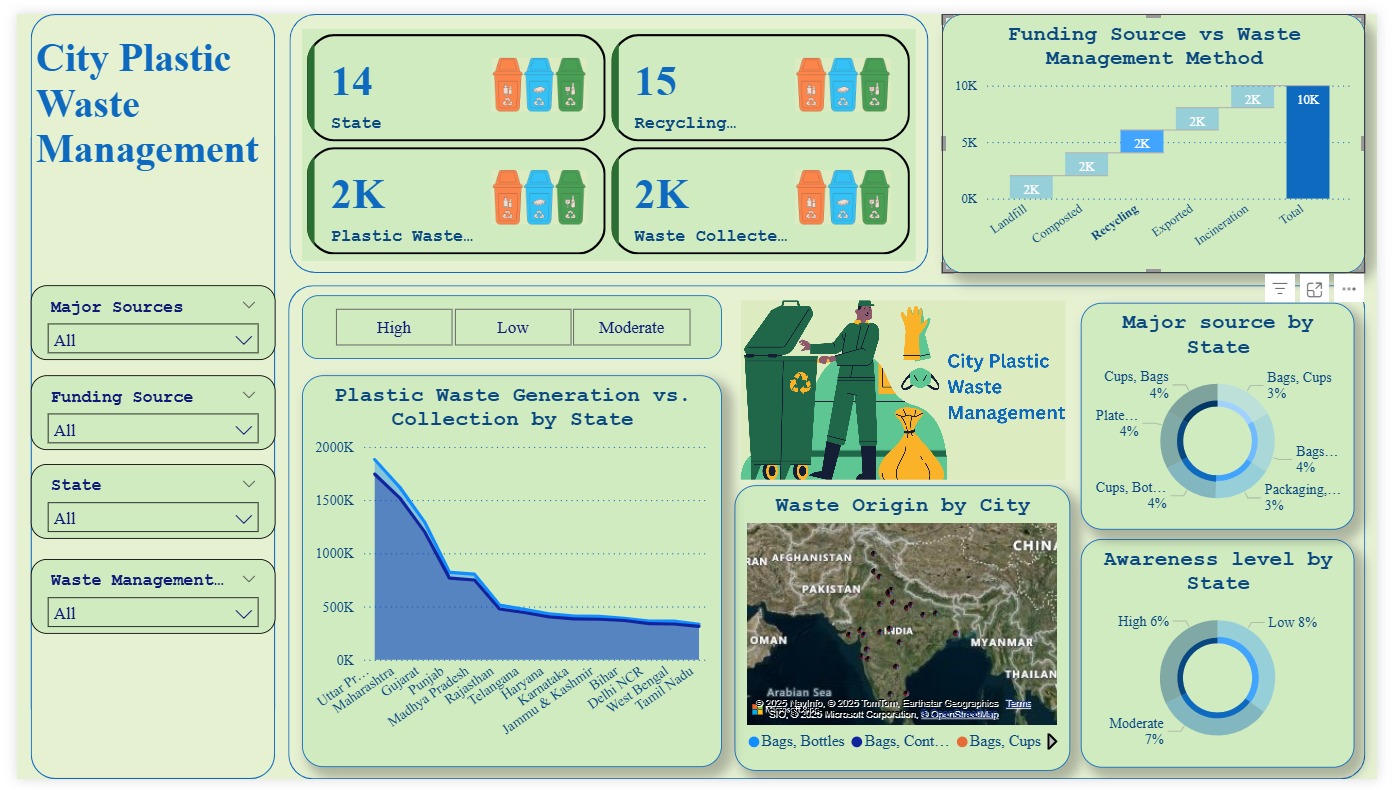 City Plastic
Waste
Management
Major Sources
All
Funding Source
All
State
All
Waste Management…
All
14
State
15
Recycling…
2K
Plastic Waste…
2K
Waste Collecte…
Funding Source vs Waste
Management Method
10K
5K
0K
2K
2K
2K
2K
2K
10K
Landfill
Composted
Recycling
Exported
Incineration
Total
High
Low
Moderate
Plastic Waste Generation vs.
Collection by State
2000K
1500K
1000K
500K
0K
Uttar Pr…
Maharashtra
Gujarat
Punjab
Madhya Pradesh
Rajasthan
Telangana
Haryana
Karnataka
Jammu & Kashmir
Bihar
Delhi NCR
West Bengal
Tamil Nadu
City Plastic
Waste
Management
Waste Origin by City
CHINA
RAN
AFGHANISTAN
PAKISTAN
INDIA
OMAN
MYANMAR
THAILAN
Arabian Sea
© 2025 NavInfo, © 2025 TomTom, Earthstar Geographics Terms
SIO, © 2025 Microsoft Corporation, © OpenStreetMap
Bags, Bottles
Bags, Cont…
Bags, Cups
Major source by
State
Cups, Bags
4%
Bags, Cups
3%
Plate…
4%
Bags…
4%
Cups, Bot…
4%
Packaging,…
3%
Awareness level by
State
High 6%
Low 8%
Moderate
7%